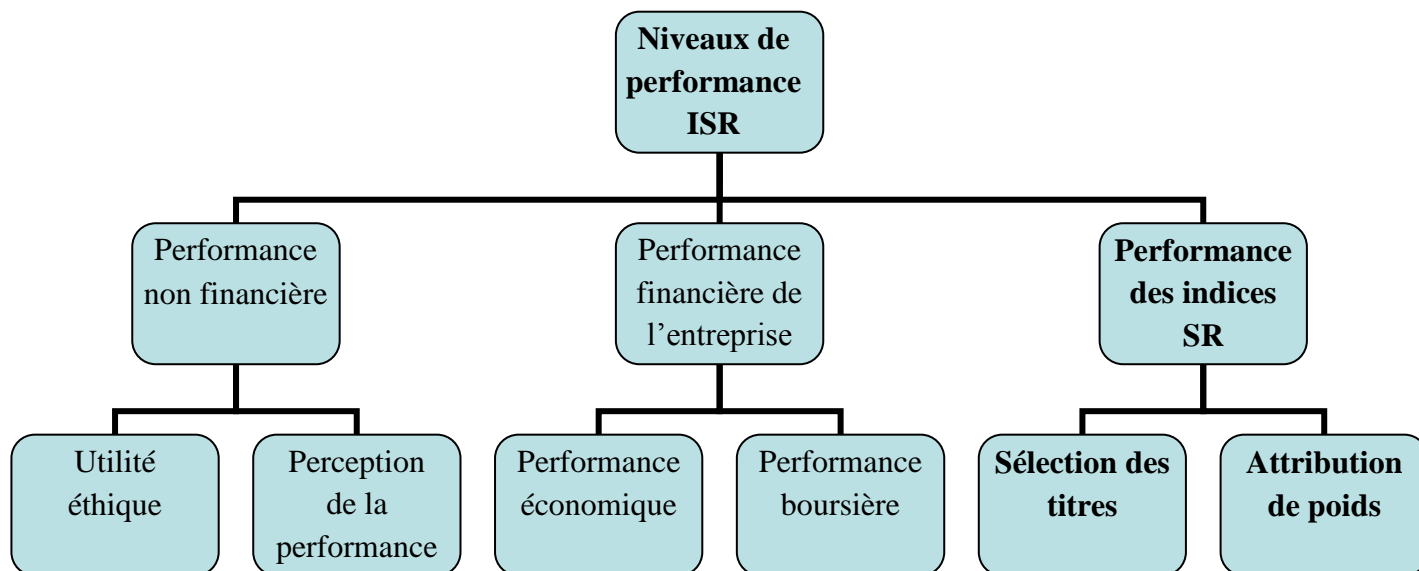 Niveaux de
performance
ISR
Performance
non financière
Performance
financière de
l’entreprise
Performance
des indices
SR
Utilité
éthique
Perception
de la
performance
Performance
économique
Performance
boursière
Sélection des
titres
Attribution
de poids